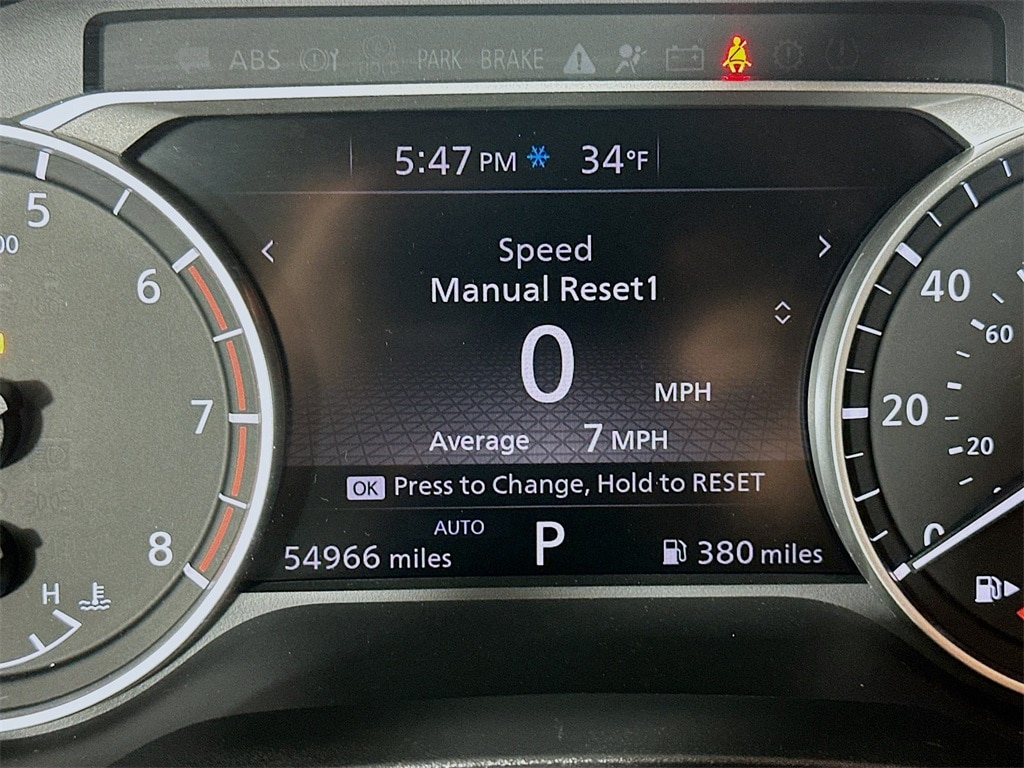 ABS PARK BRAKE
5:47 PM 34°F
Speed
Manual Reset1
0 MPH
Average 7 MPH
OK Press to Change, Hold to RESET
AUTO
P
54966 miles
380 miles
5
6
7
8
H
40
60
20
20
0